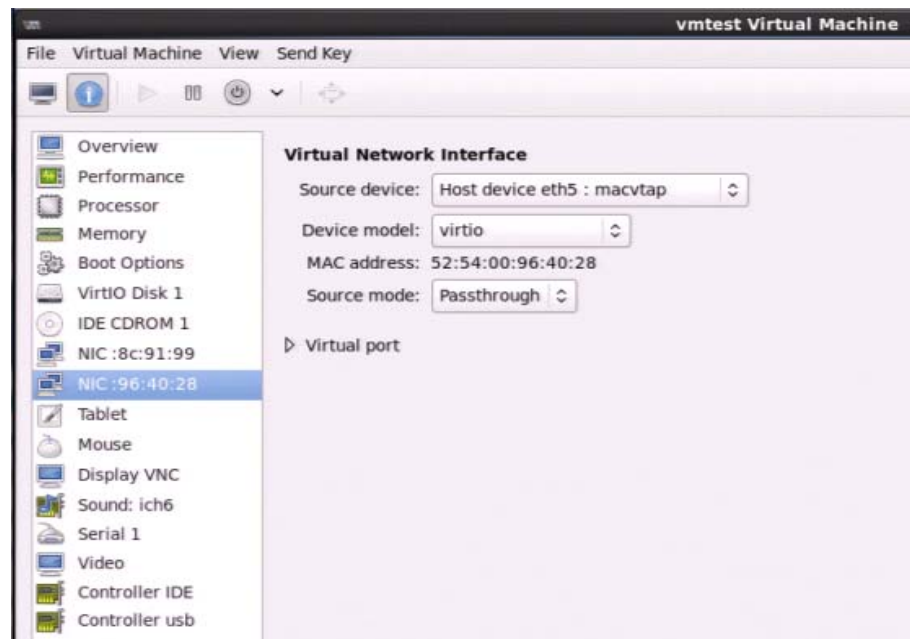 vmtest Virtual Machine
File Virtual Machine View Send Key
Overview
Performance
Processor
Memory
Boot Options
VirtIO Disk 1
IDE CDROM 1
NIC :8c:91:99
NIC :96:40:28
Tablet
Mouse
Display VNC
Sound: ich6
Serial 1
Video
Controller IDE
Controller usb
Virtual Network Interface
Source device: Host device eth5 : macvtap
Device model: virtio
MAC address: 52:54:00:96:40:28
Source mode: Passthrough
Virtual port